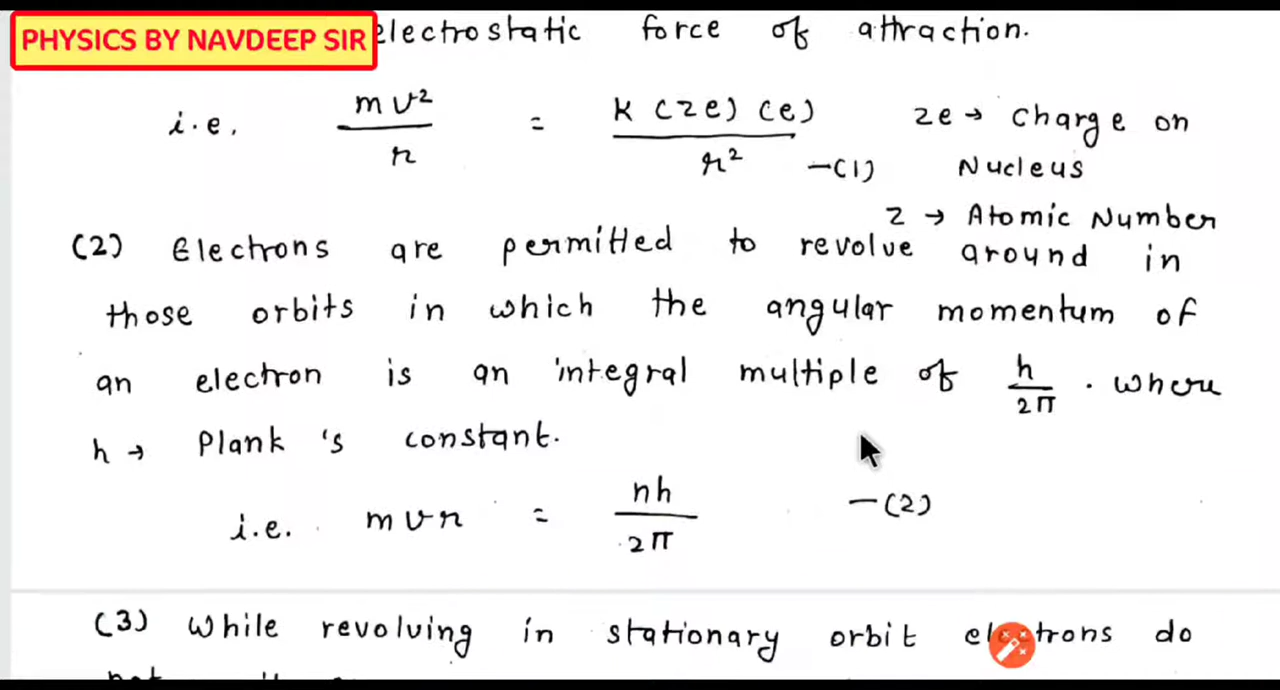 PHYSICS BY NAVDEEP SIR
electrostatic force of attraction.
i.e. mv²/r = K (Ze) (e)/r² —(1)
Ze → Charge on
Nucleus
Z → Atomic Number
(2) Electrons are permitted to revolve around in
those orbits in which the angular momentum of
an electron is an integral multiple of h/2π . where
h → Plank's constant.
i.e. mvr = nh/2π —(2)
(3) While revolving in stationary orbit electrons do